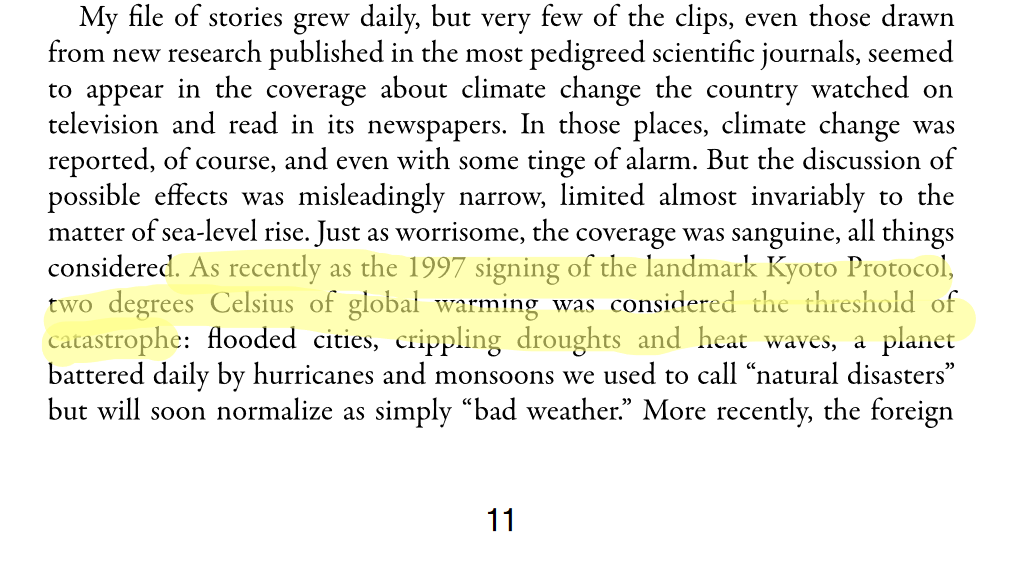 My file of stories grew daily, but very few of the clips, even those drawn
from new research published in the most pedigreed scientific journals, seemed
to appear in the coverage about climate change the country watched on
television and read in its newspapers. In those places, climate change was
reported, of course, and even with some tinge of alarm. But the discussion of
possible effects was misleadingly narrow, limited almost invariably to the
matter of sea-level rise. Just as worrisome, the coverage was sanguine, all things
considered. As recently as the 1997 signing of the landmark Kyoto Protocol,
two degrees Celsius of global warming was considered the threshold of
catastrophe: flooded cities, crippling droughts and heat waves, a planet
battered daily by hurricanes and monsoons we used to call “natural disasters”
but will soon normalize as simply “bad weather.” More recently, the foreign
11